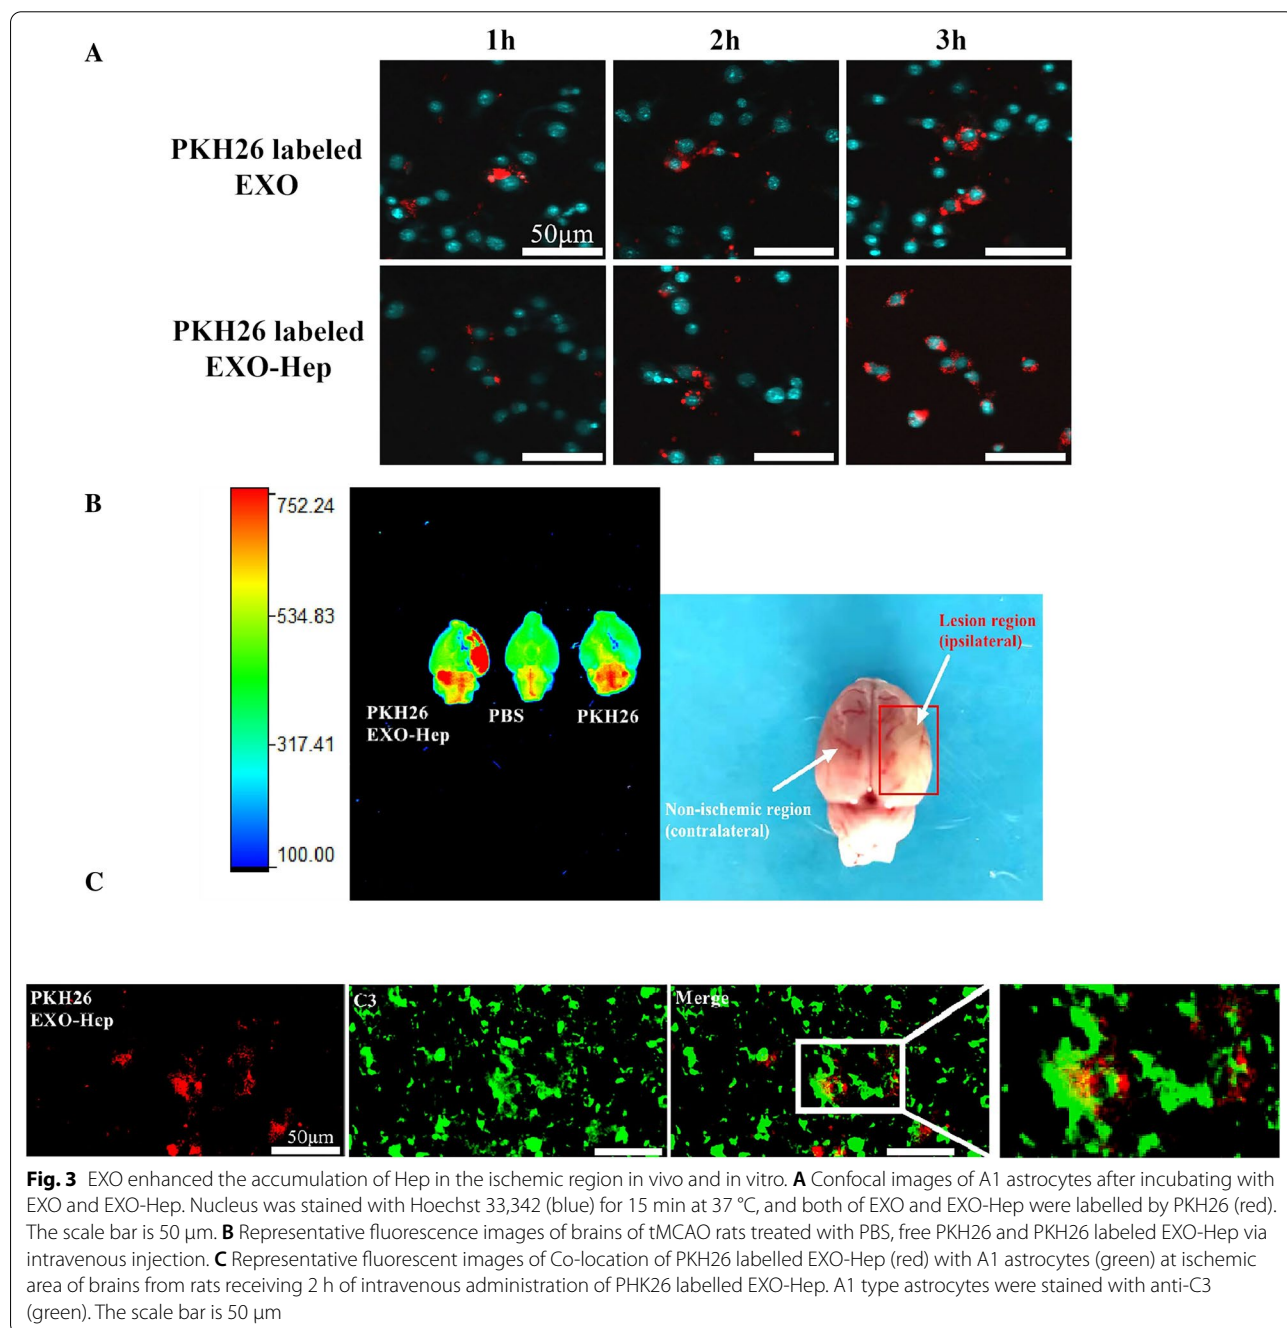 A
1h
2h
3h
PKH26 labeled
EXO
50μm
PKH26 labeled
EXO-Hep
B
752.24
534.83
317.41
100.00
PKH26
EXO-Hep
PBS
PKH26
Lesion region
(ipsilateral)
Non-ischemic region
(contralateral)
C
PKH26
EXO-Hep
50μm
C3
Merge
Fig. 3 EXO enhanced the accumulation of Hep in the ischemic region in vivo and in vitro. A Confocal images of A1 astrocytes after incubating with
EXO and EXO-Hep. Nucleus was stained with Hoechst 33,342 (blue) for 15 min at 37 °C, and both of EXO and EXO-Hep were labelled by PKH26 (red).
The scale bar is 50 μm. B Representative fluorescence images of brains of tMCAO rats treated with PBS, free PKH26 and PKH26 labeled EXO-Hep via
intravenous injection. C Representative fluorescent images of Co-location of PKH26 labelled EXO-Hep (red) with A1 astrocytes (green) at ischemic
area of brains from rats receiving 2 h of intravenous administration of PHK26 labelled EXO-Hep. A1 type astrocytes were stained with anti-C3
(green). The scale bar is 50 μm